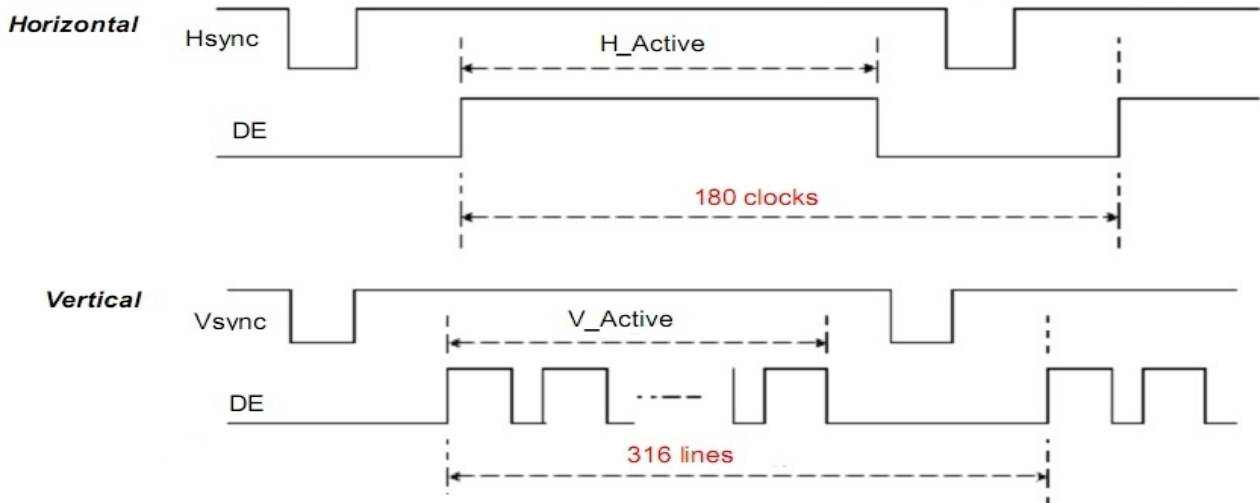 Horizontal
Hsync
H_Active
DE
180 clocks
Vertical
Vsync
V_Active
DE
316 lines